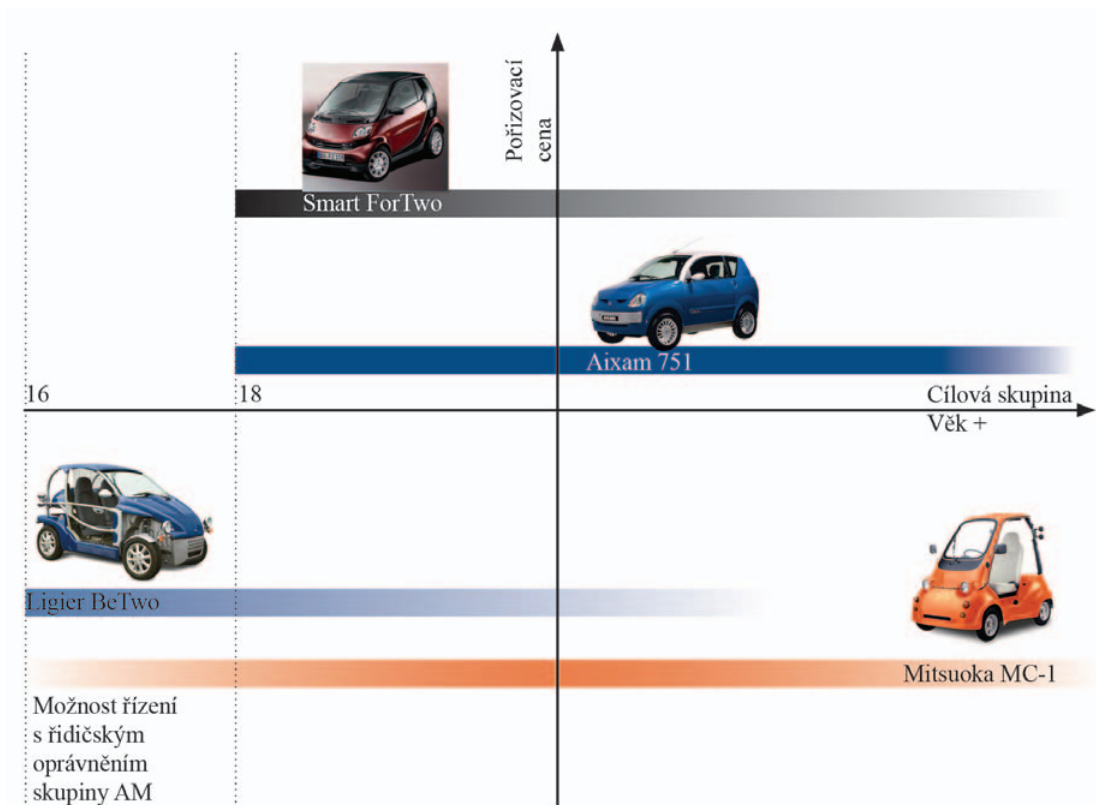 Pořizovací
cena
Smart ForTwo
Aixam 751
16
18
Cílová skupina
Věk +
Ligier BeTwo
Mitsuoka MC-1
Možnost řízení
s řidičským
oprávněním
skupiny AM